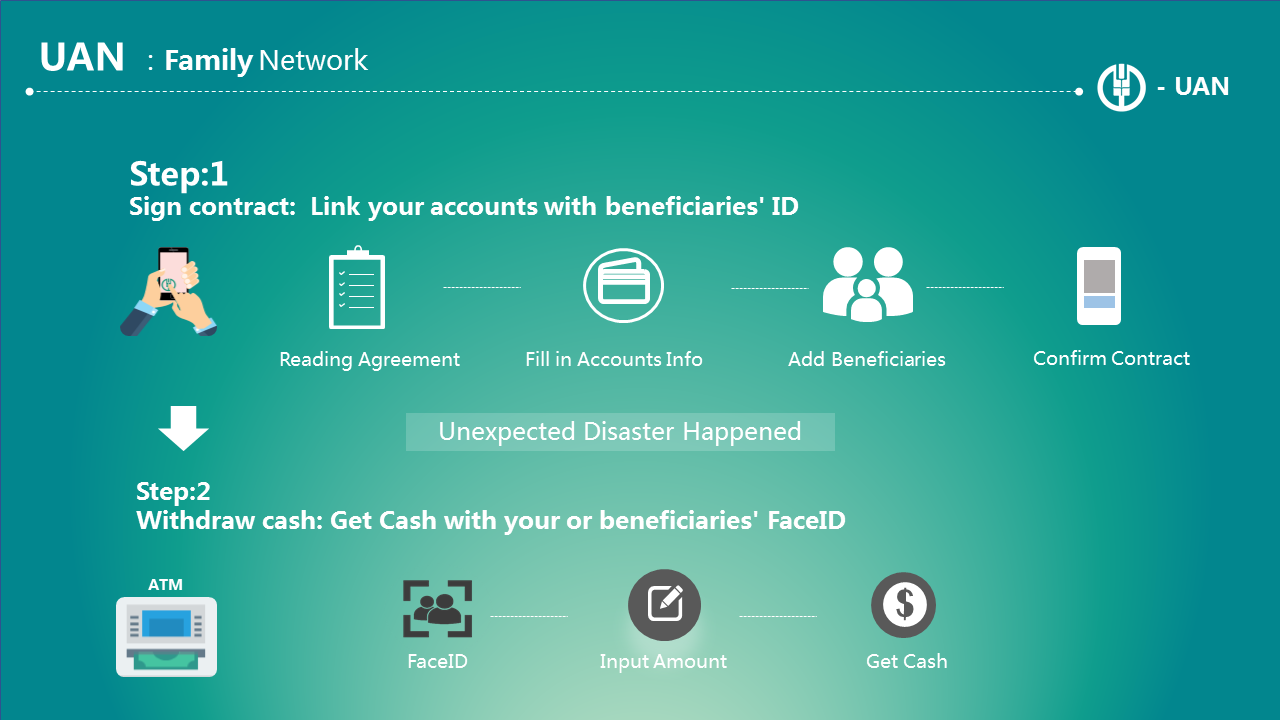 UAN : Family Network
- UAN
Step:1
Sign contract: Link your accounts with beneficiaries' ID
Reading Agreement
Fill in Accounts Info
Add Beneficiaries
Confirm Contract
Unexpected Disaster Happened
Step:2
Withdraw cash: Get Cash with your or beneficiaries' FaceID
ATM
FaceID
Input Amount
Get Cash